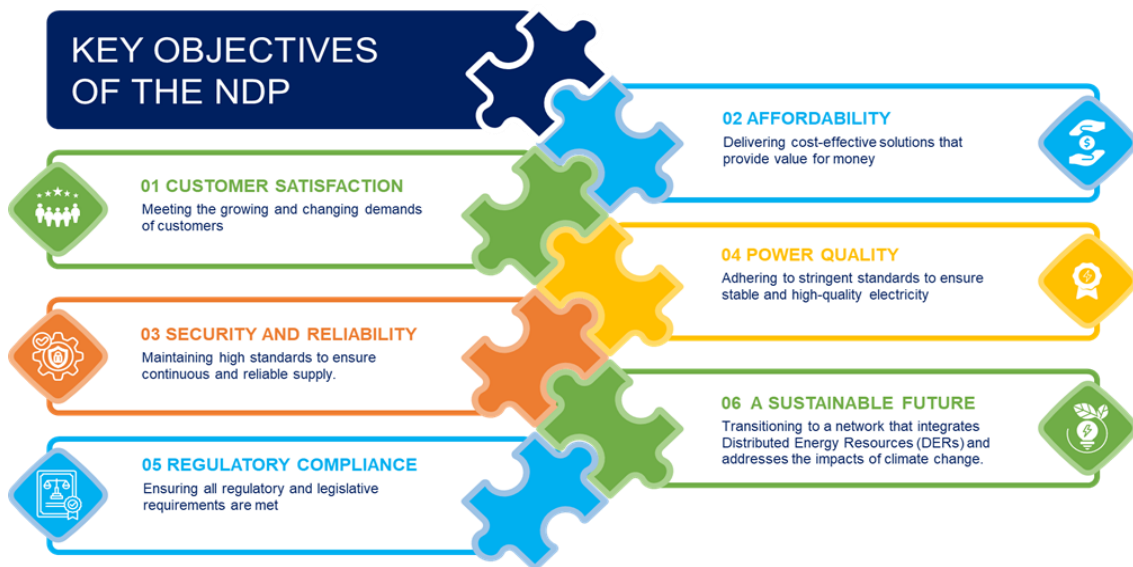 KEY OBJECTIVES
OF THE NDP
01 CUSTOMER SATISFACTION
Meeting the growing and changing demands
of customers
02 AFFORDABILITY
Delivering cost-effective solutions that
provide value for money
03 SECURITY AND RELIABILITY
Maintaining high standards to ensure
continuous and reliable supply.
04 POWER QUALITY
Adhering to stringent standards to ensure
stable and high-quality electricity
05 REGULATORY COMPLIANCE
Ensuring all regulatory and legislative
requirements are met
06 A SUSTAINABLE FUTURE
Transitioning to a network that integrates
Distributed Energy Resources (DERs) and
addresses the impacts of climate change.
$